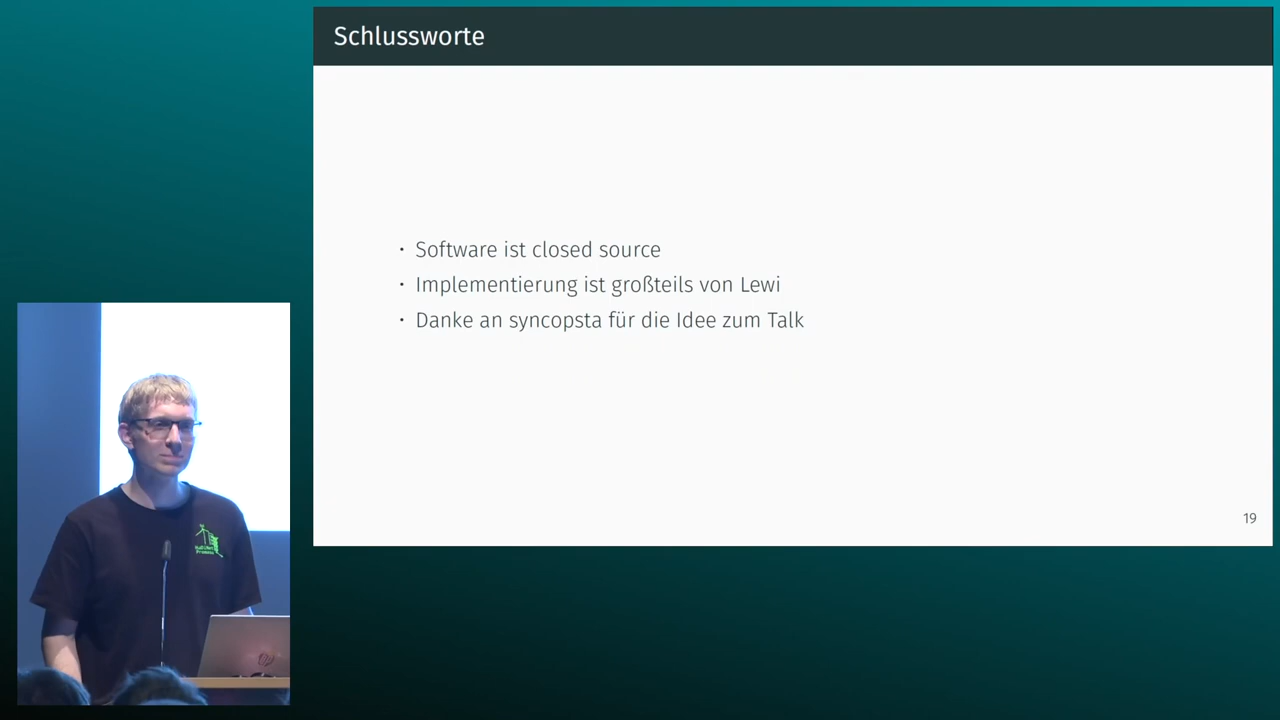 Schlussworte
• Software ist closed source
• Implementierung ist großteils von Lewi
• Danke an syncopsta für die Idee zum Talk
19